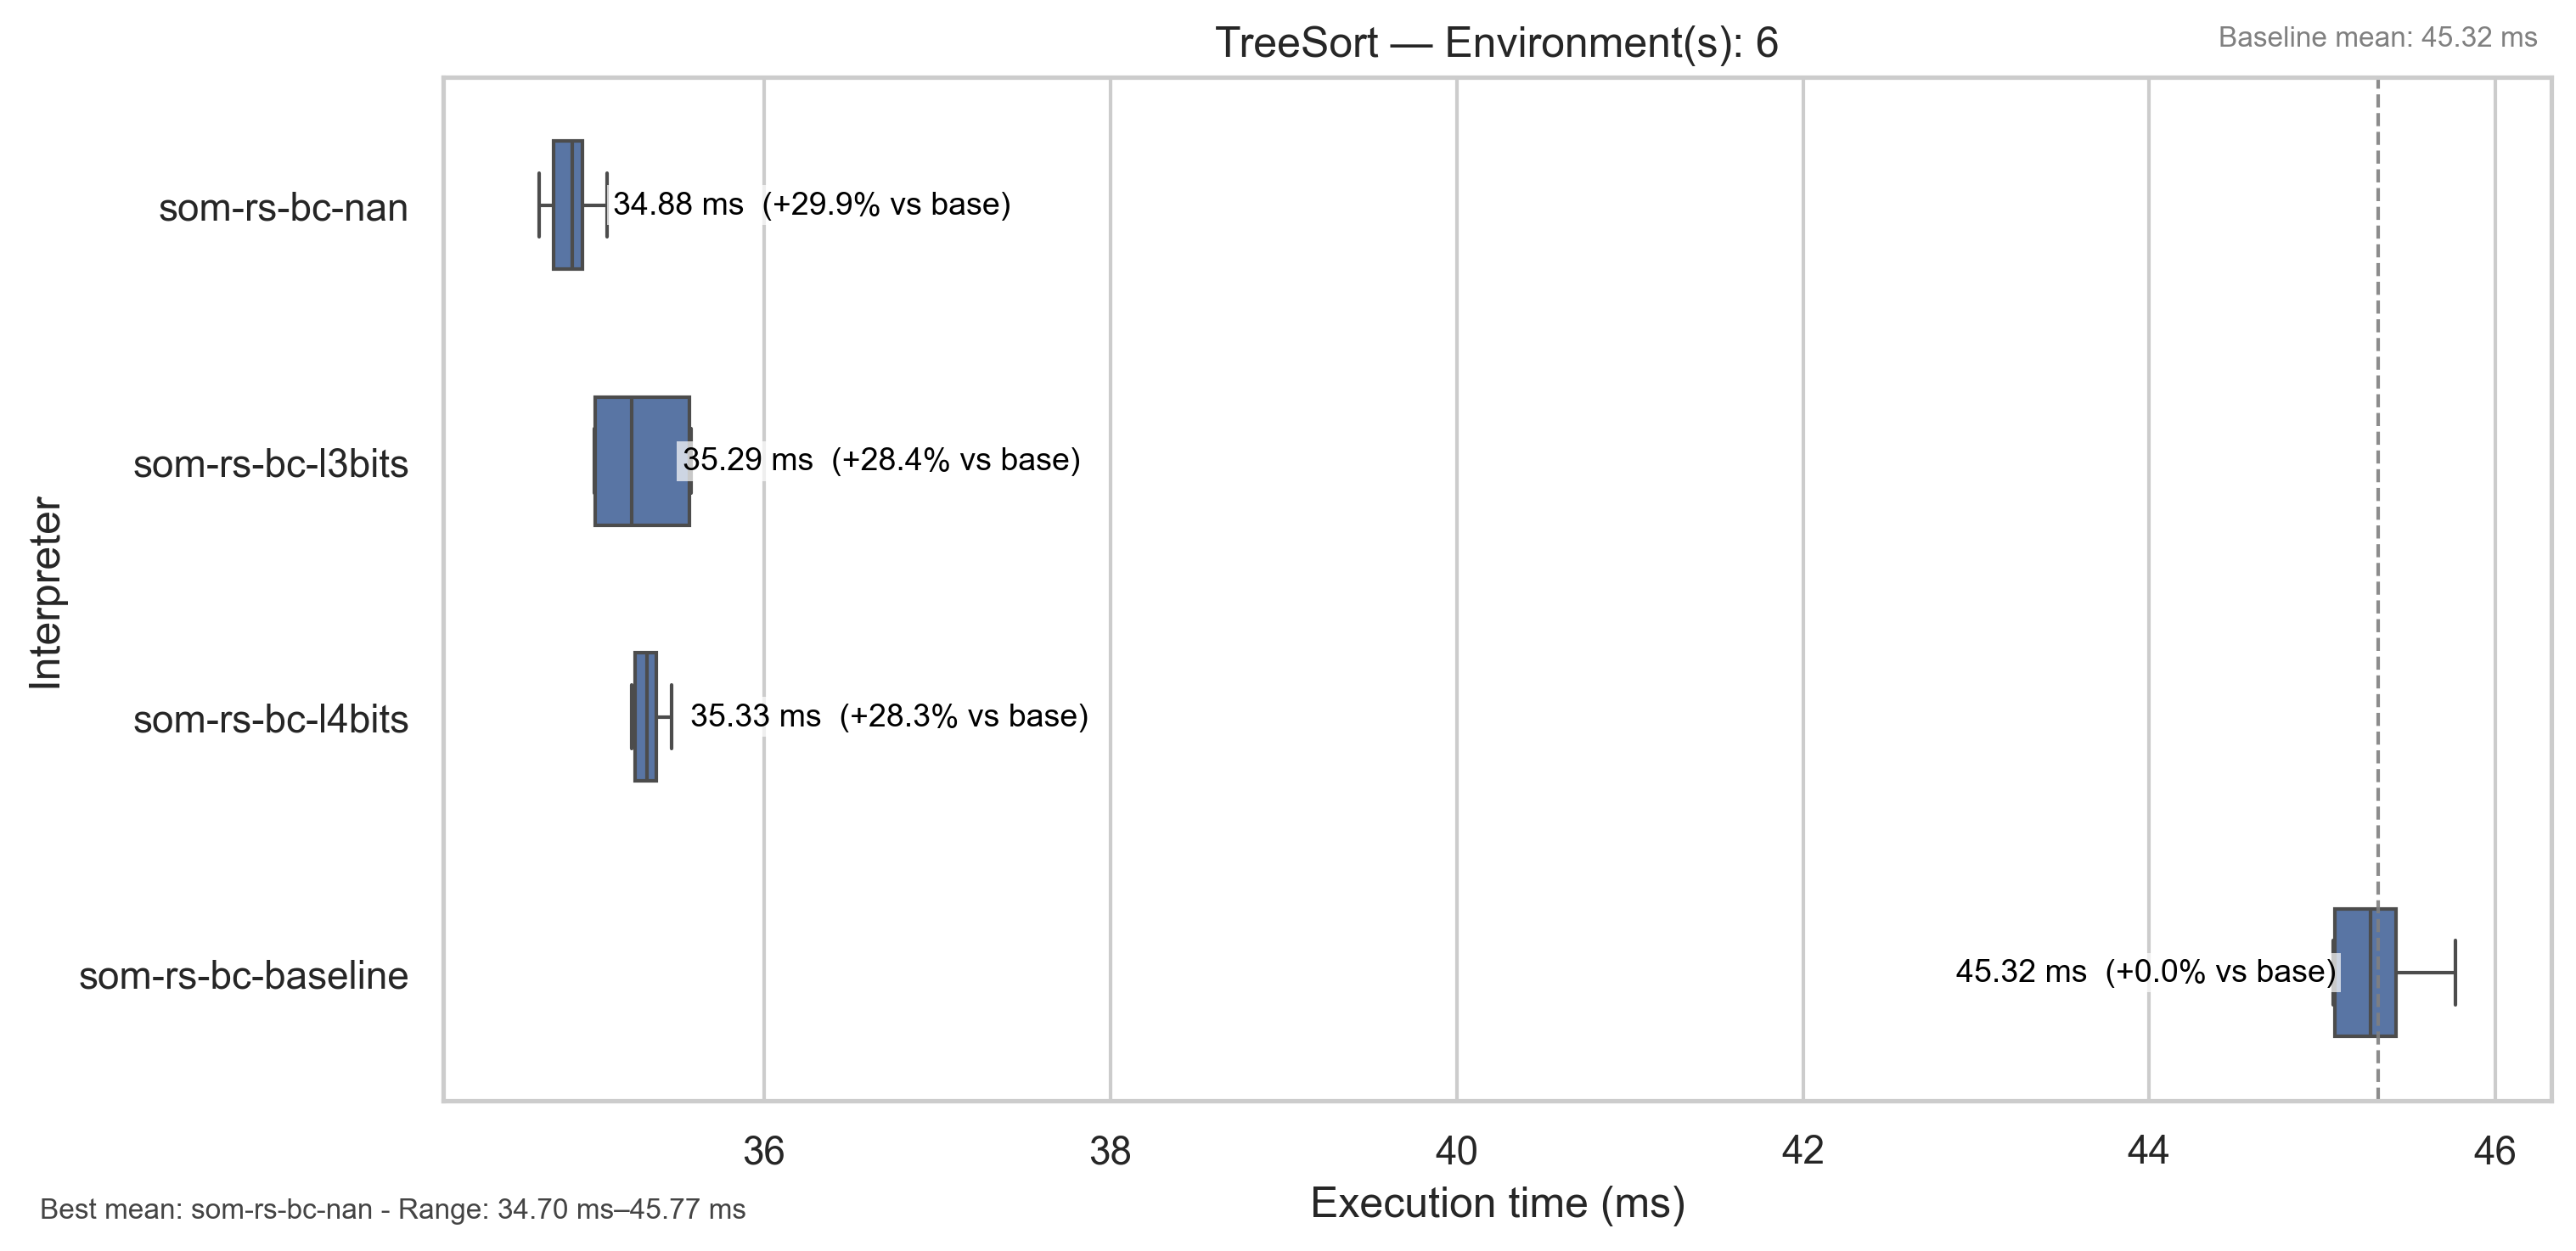 TreeSort — Environment(s): 6
Baseline mean: 45.32 ms
Interpreter
som-rs-bc-nan
34.88 ms  (+29.9% vs base)
som-rs-bc-l3bits
35.29 ms  (+28.4% vs base)
som-rs-bc-l4bits
35.33 ms  (+28.3% vs base)
som-rs-bc-baseline
45.32 ms  (+0.0% vs base)
36 38 40 42 44 46
Execution time (ms)
Best mean: som-rs-bc-nan - Range: 34.70 ms–45.77 ms